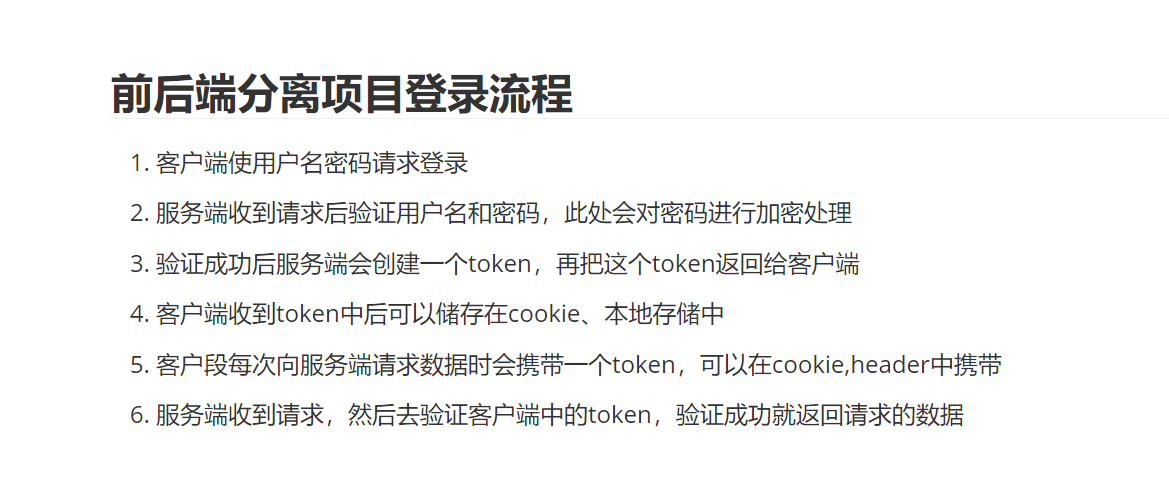 前后端分离项目登录流程
1. 客户端使用用户名密码请求登录
2. 服务端收到请求后验证用户名和密码，此处会对密码进行加密处理
3. 验证成功后服务端会创建一个token，再把这个token返回给客户端
4. 客户端收到token中后可以储存在cookie、本地存储中
5. 客户段每次向服务端请求数据时会携带一个token，可以在cookie,header中携带
6. 服务端收到请求，然后去验证客户端中的token，验证成功就返回请求的数据